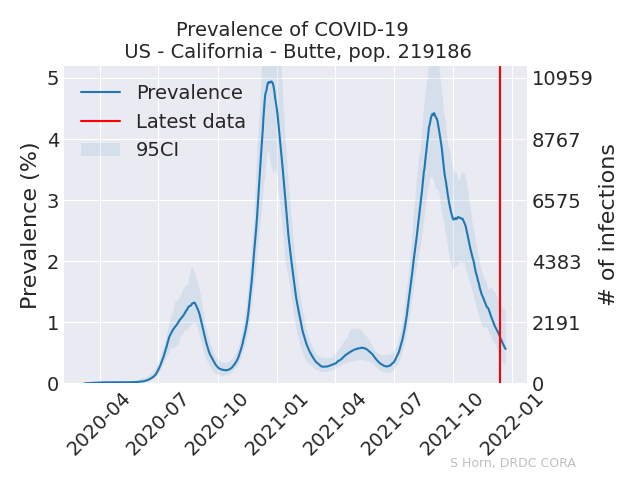 Prevalence of COVID-19
US - California - Butte, pop. 219186
Prevalence
Latest data
95CI
Prevalence (%)
5
4
3
2
1
0
10959
8767
6575
4383
2191
0
# of infections
2020-04
2020-07
2020-10
2021-01
2021-04
2021-07
2021-10
2022-01
S Horn, DRDC CORA